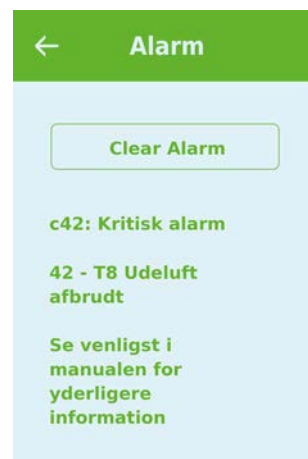 Alarm
Clear Alarm
c42: Kritisk alarm
42 - T8 Udeluft
afbrudt
Se venligst i
manualen for
yderligere
information